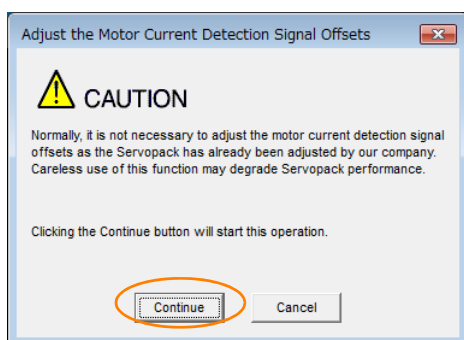 Adjust the Motor Current Detection Signal Offsets
CAUTION
Normally, it is not necessary to adjust the motor current detection signal
offsets as the Servopack has already been adjusted by our company.
Careless use of this function may degrade Servopack performance.
Clicking the Continue button will start this operation.
Continue Cancel